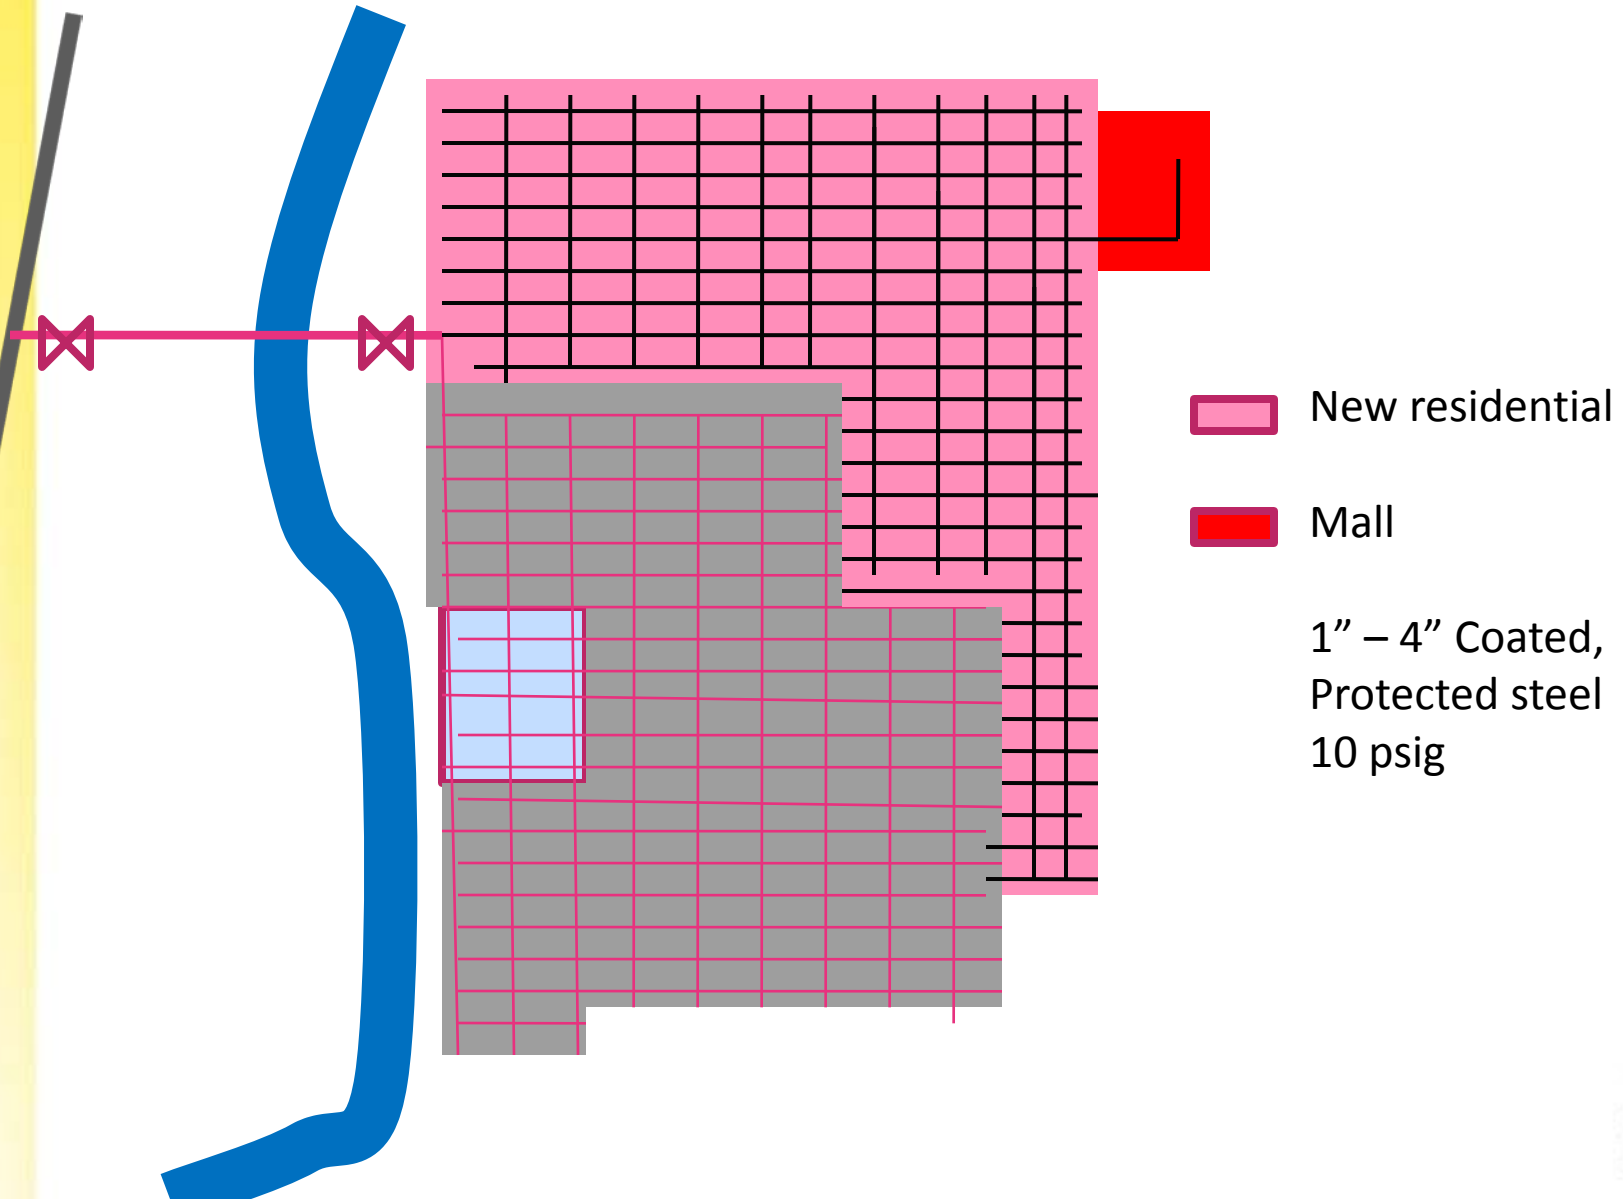 New residential
Mall
1” – 4” Coated,
Protected steel
10 psig